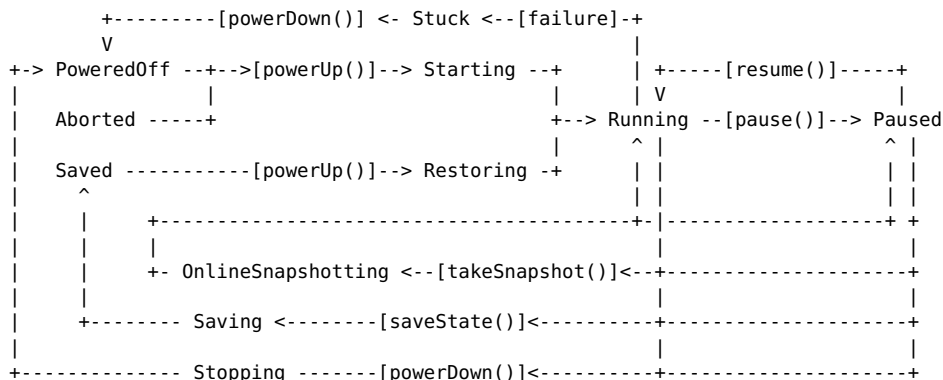 +---------[powerDown()] <- Stuck <--[failure]-+
V                                             |
+-> PoweredOff --+-->[powerUp()]--> Starting --+      | +-----[resume()]-----+
|                |                             |      | V                    |
|   Aborted -----+                             +--> Running --[pause()]--> Paused
|                                              |      ^ |                   ^ |
|   Saved -----------[powerUp()]--> Restoring -+      | |                   | |
|     ^                                               | |                   | |
|     |     +-----------------------------------------+-|-------------------+ +
|     |     |                                           |                     |
|     |     +- OnlineSnapshotting <--[takeSnapshot()]<--+---------------------+
|     |                                                 |                     |
|     +-------- Saving <--------[saveState()]<----------+---------------------+
|                                                       |                     |
+-------------- Stopping -------[powerDown()]<----------+---------------------+